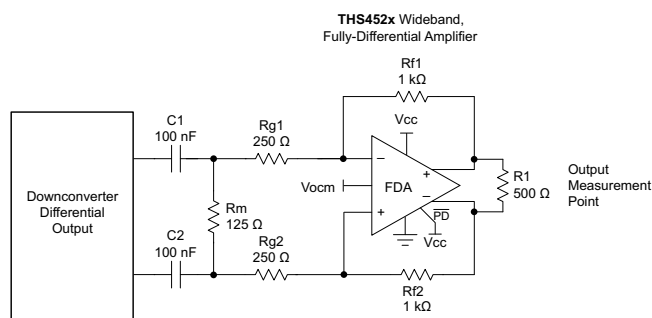 THS452x Wideband,
Fully-Differential Amplifier
Rf1
1 kΩ
C1
100 nF
Rg1
250 Ω
Vcc
Downconverter
Differential
Output
Rm
125 Ω
Vocm
−
+
FDA
+
−
PD
Vcc
R1
500 Ω
Output
Measurement
Point
C2
100 nF
Rg2
250 Ω
Rf2
1 kΩ